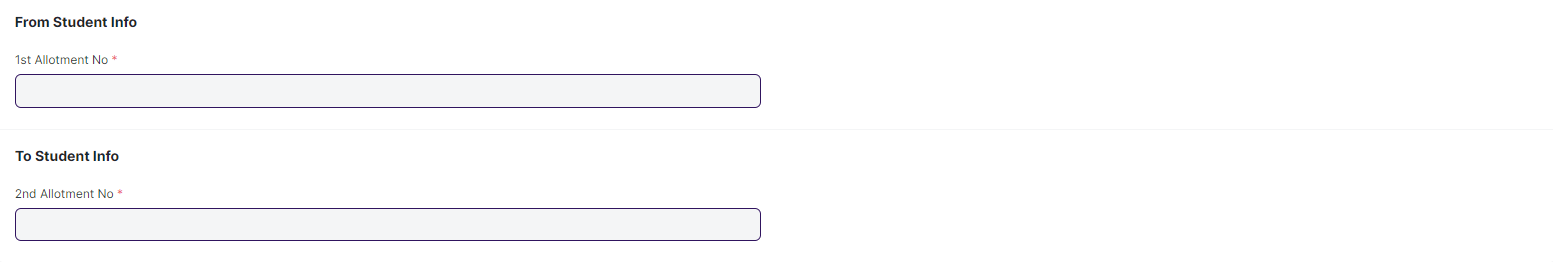 From Student Info
1st Allotment No *
To Student Info
2nd Allotment No *